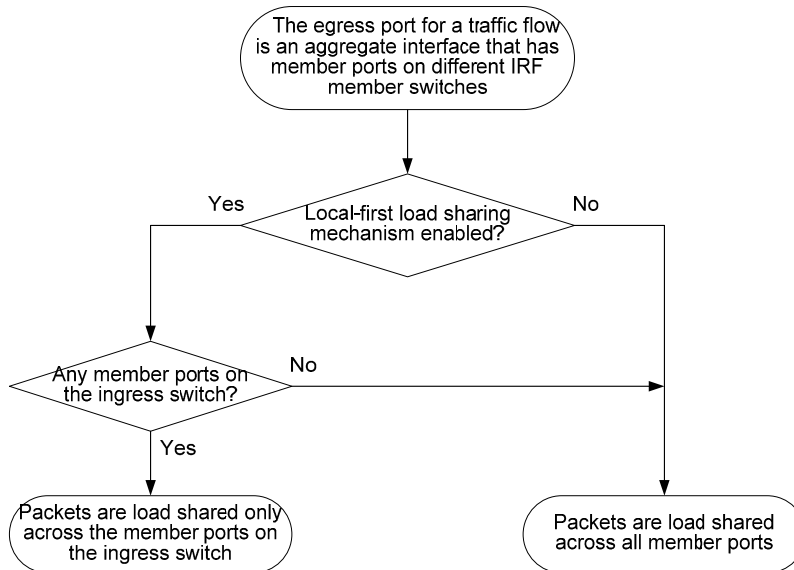 The egress port for a traffic flow
is an aggregate interface that has
member ports on different IRF
member switches
Yes
No
Local-first load sharing
mechanism enabled?
No
Any member ports on
the ingress switch?
Yes
Packets are load shared only
across the member ports on
the ingress switch
Packets are load shared
across all member ports